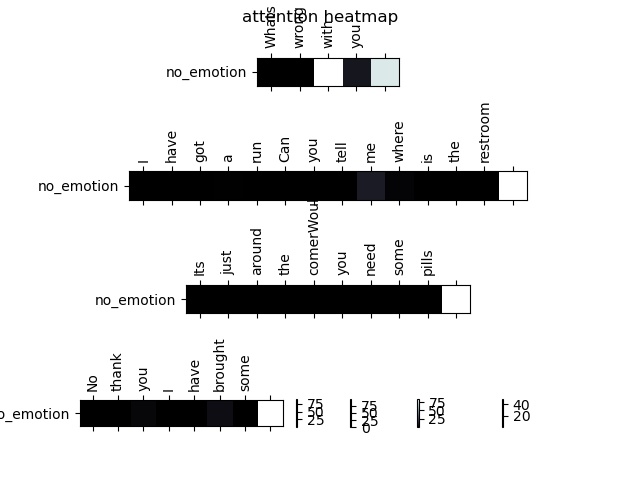 attention heatmap
Whats wrong with you
no_emotion
I have got a run Can you tell me where is the restroom
no_emotion
Its just around the you need some pills
no_emotion
No thank you I have brought some
o_emotion
75 50 25
75 50 25 0
75 50 25
40 20